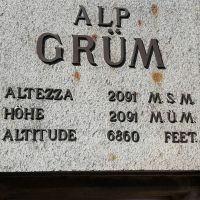 ALP
GRÜM
ALTEZZA 2091 M.S.M.
HÖHE 2091 M.Ü.M.
ALTITUDE 6860 FEET.